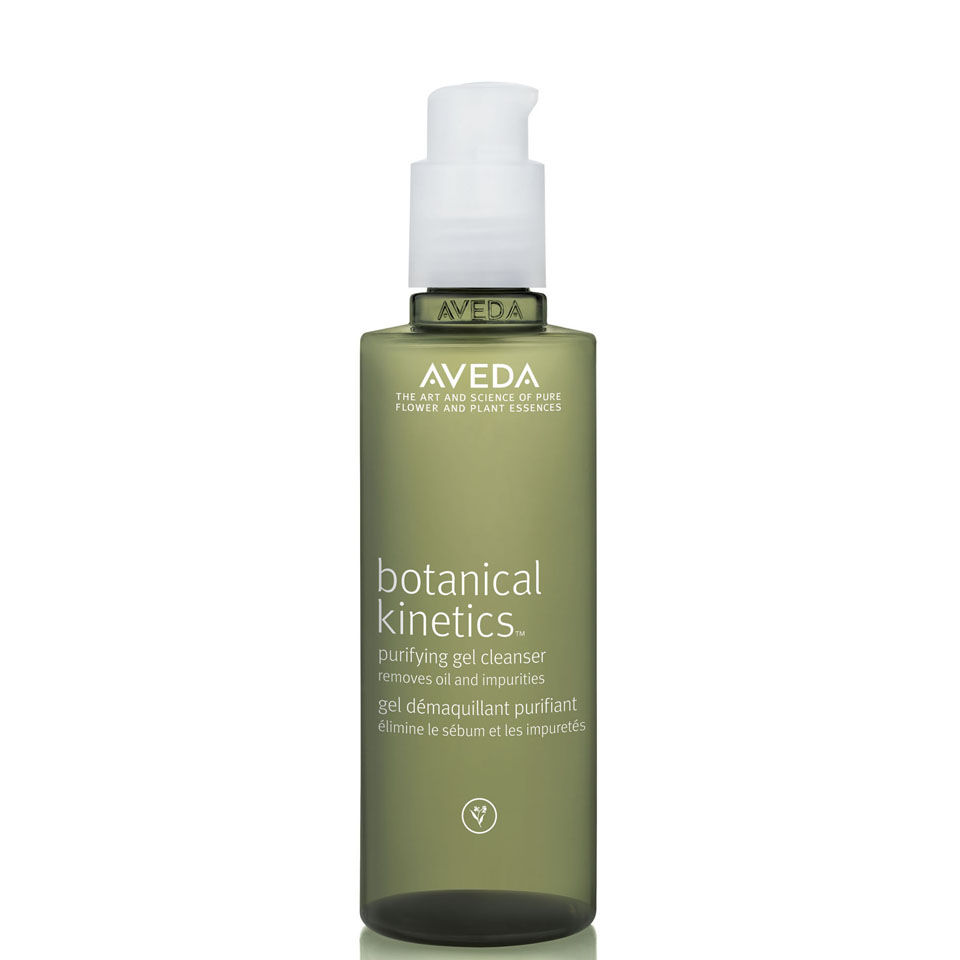 AVEDA
AVEDA
THE ART AND SCIENCE OF PURE
FLOWER AND PLANT ESSENCES
botanical
kinetics™
purifying gel cleanser
removes oil and impurities
gel démaquillant purifiant
élimine le sébum et les impuretés